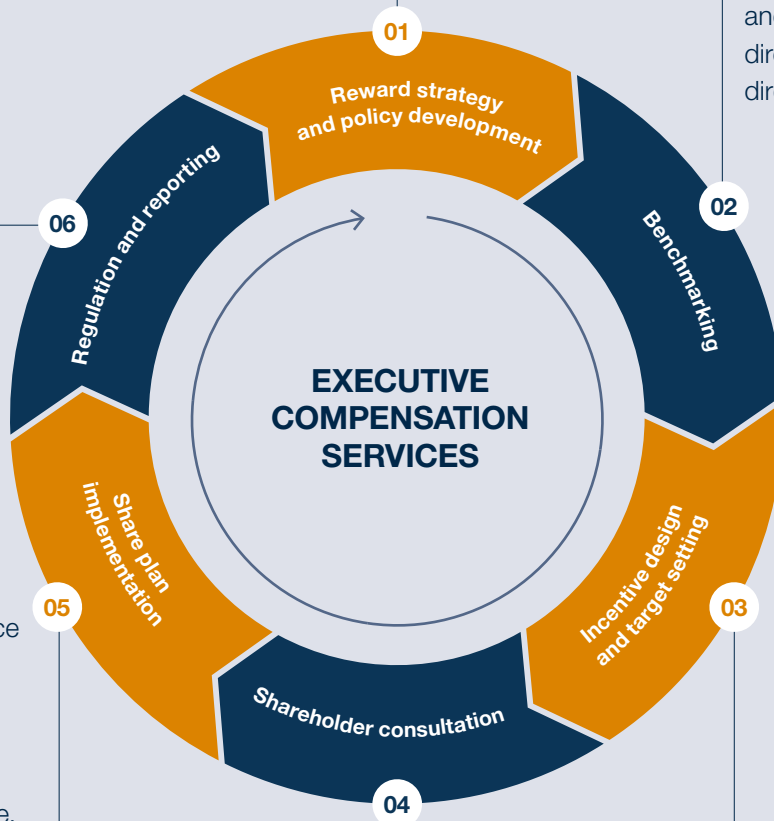 01
Reward strategy
and policy development
02
Benchmarking
03
Incentive design
and target setting
04
Shareholder consultation
05
Share plan
implementation
06
Regulation and reporting
EXECUTIVE
COMPENSATION
SERVICES